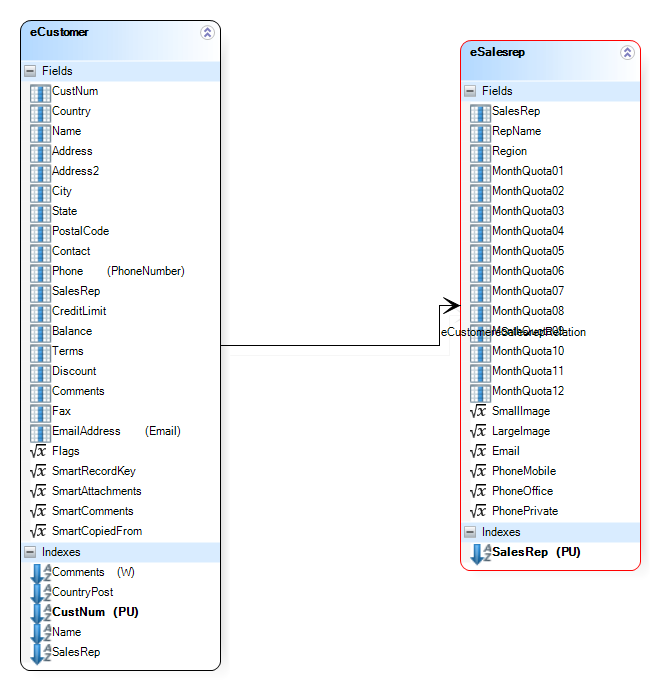 eCustomer
Fields
CustNum
Country
Name
Address
Address2
City
State
PostalCode
Contact
Phone (PhoneNumber)
SalesRep
CreditLimit
Balance
Terms
Discount
Comments
Fax
EmailAddress (Email)
Flags
SmartRecordKey
SmartAttachments
SmartComments
SmartCopiedFrom
Indexes
Comments (W)
CountryPost
CustNum (PU)
Name
SalesRep
eCustomereSalesrepRelation
eSalesrep
Fields
SalesRep
RepName
Region
MonthQuota01
MonthQuota02
MonthQuota03
MonthQuota04
MonthQuota05
MonthQuota06
MonthQuota07
MonthQuota08
MonthQuota09
MonthQuota10
MonthQuota11
MonthQuota12
SmallImage
LargeImage
Email
PhoneMobile
PhoneOffice
PhonePrivate
Indexes
SalesRep (PU)